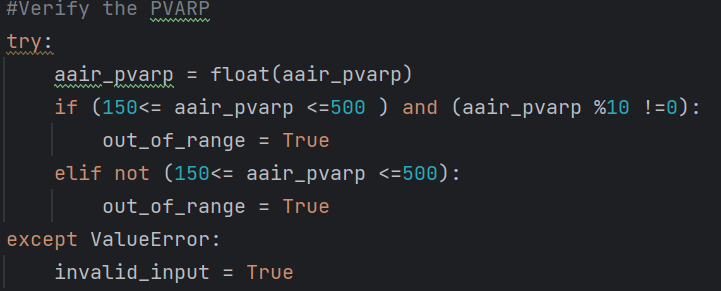 #Verify the PVARP
try:
    aair_pvarp = float(aair_pvarp)
    if (150<= aair_pvarp <=500 ) and (aair_pvarp %10 !=0):
        out_of_range = True
    elif not (150<= aair_pvarp <=500):
        out_of_range = True
except ValueError:
    invalid_input = True